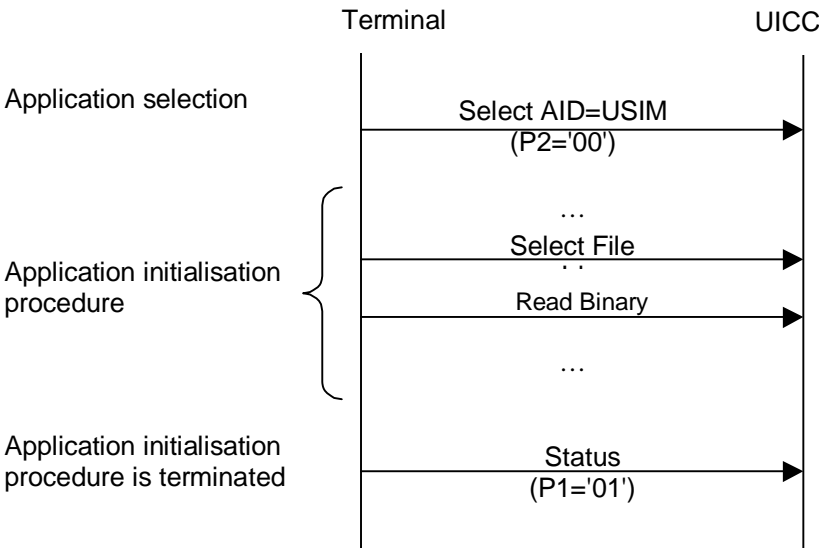 Terminal
UICC
Application selection
Select AID=USIM
(P2='00')
...
Select File
. .
Application initialisation
procedure
Read Binary
...
Application initialisation
procedure is terminated
Status
(P1='01')